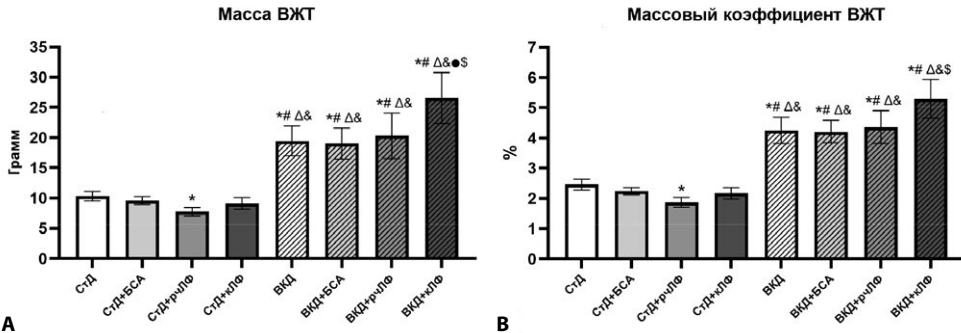 Масса ВЖТ
Грамм
35
30
25
20
15
10
5
0
*
*# Δ&
*# Δ&
*# Δ&
*# Δ&●$
СтД
СтД+БСА
СтД+рчЛФ
СтД+кЛФ
ВКД
ВКД+БСА
ВКД+рчЛФ
ВКД+кЛФ
A
Массовый коэффициент ВЖТ
%
7
6
5
4
3
2
1
0
*
*# Δ&
*# Δ&
*# Δ&
*# Δ&$
СтД
СтД+БСА
СтД+рчЛФ
СтД+кЛФ
ВКД
ВКД+БСА
ВКД+рчЛФ
ВКД+кЛФ
B